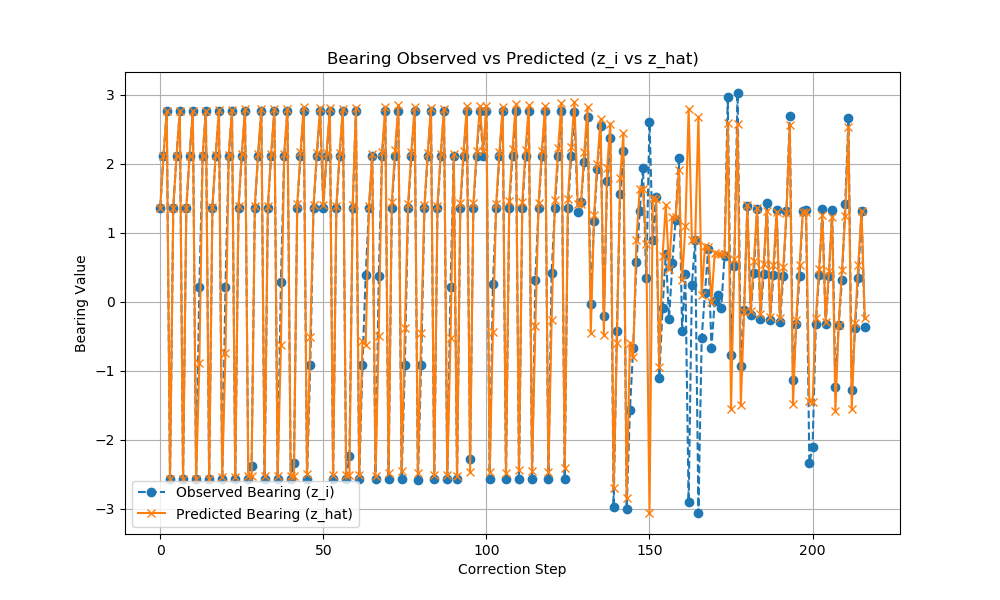 Bearing Observed vs Predicted (z_i vs z_hat)
Bearing Value
3
2
1
0
−1
−2
−3
Observed Bearing (z_i)
Predicted Bearing (z_hat)
0
50
100
150
200
Correction Step